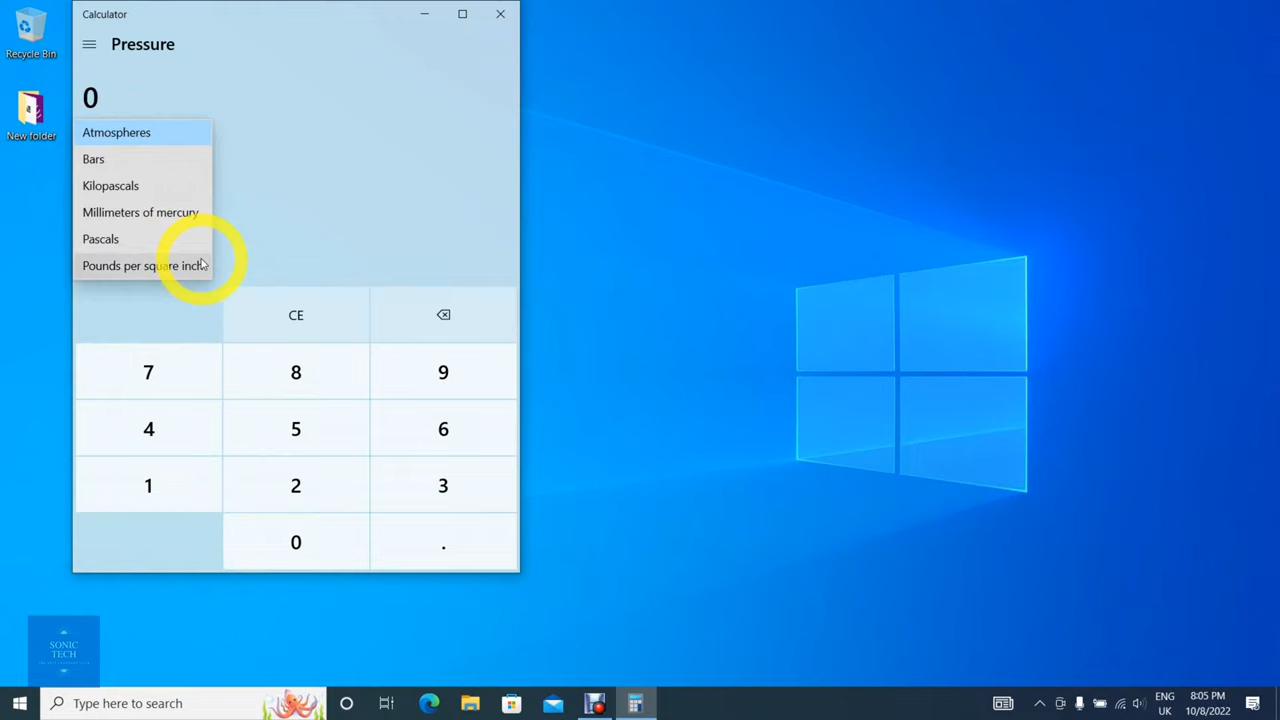 Recycle Bin
New folder
Calculator
Pressure
0
Atmospheres
Bars
Kilopascals
Millimeters of mercury
Pascals
Pounds per square inch
CE
7 8 9
4 5 6
1 2 3
0 .
SONIC
TECH
Type here to search
ENG
UK
8:05 PM
10/8/2022